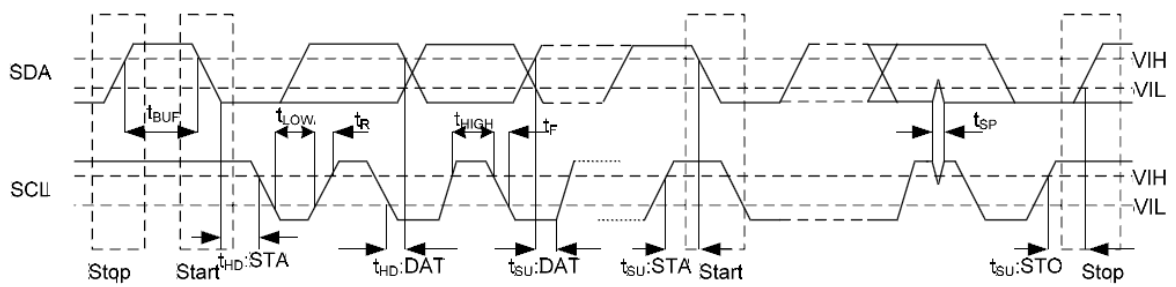 SDA
VIH
VIL
tBUF
tLOW
tR
tHIGH
tF
tSP
SCL
VIH
VIL
tHD:STA
tHD:DAT
tSU:DAT
tSU:STA
tSU:STO
Stop
Start
Start
Stop